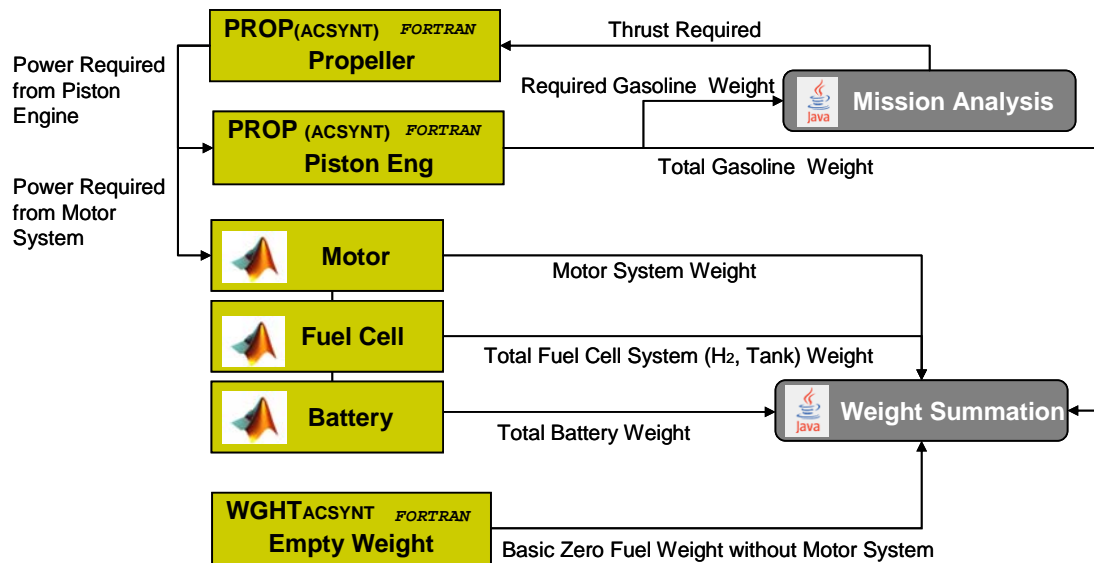 PROP(ACSYNT) FORTRAN
Propeller
Thrust Required
Power Required
from Piston
Engine
Required Gasoline Weight
Java
Mission Analysis
PROP (ACSYNT) FORTRAN
Piston Eng
Total Gasoline Weight
Power Required
from Motor
System
Motor
Motor System Weight
Fuel Cell
Total Fuel Cell System (H2, Tank) Weight
Battery
Total Battery Weight
Java
Weight Summation
WGHTACSYNT FORTRAN
Empty Weight
Basic Zero Fuel Weight without Motor System